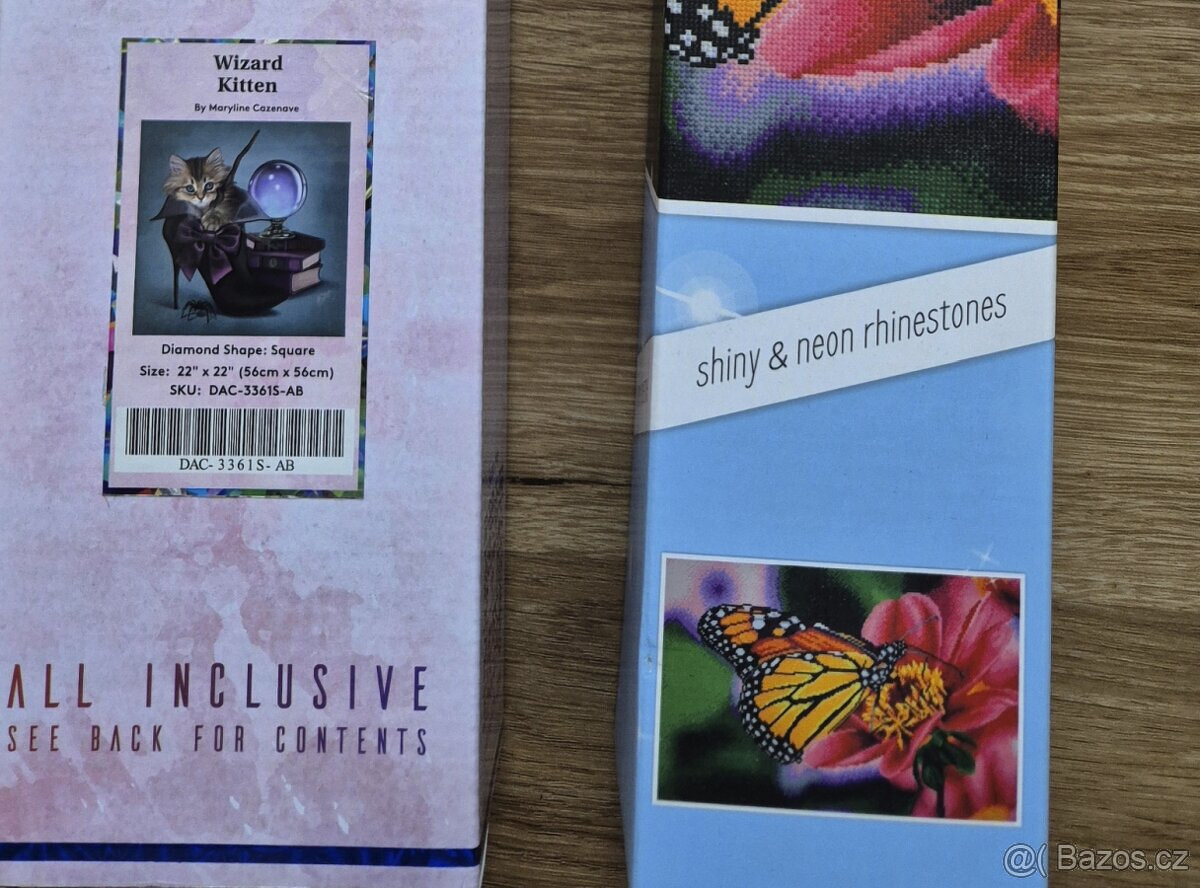 Wizard
Kitten
By Maryline Cazenave
Diamond Shape: Square
Size: 22" x 22" (56cm x 56cm)
SKU: DAC-3361S-AB
DAC- 3361S- AB
ALL INCLUSIVE
SEE BACK FOR CONTENTS
shiny & neon rhinestones
@( Bazos.cz